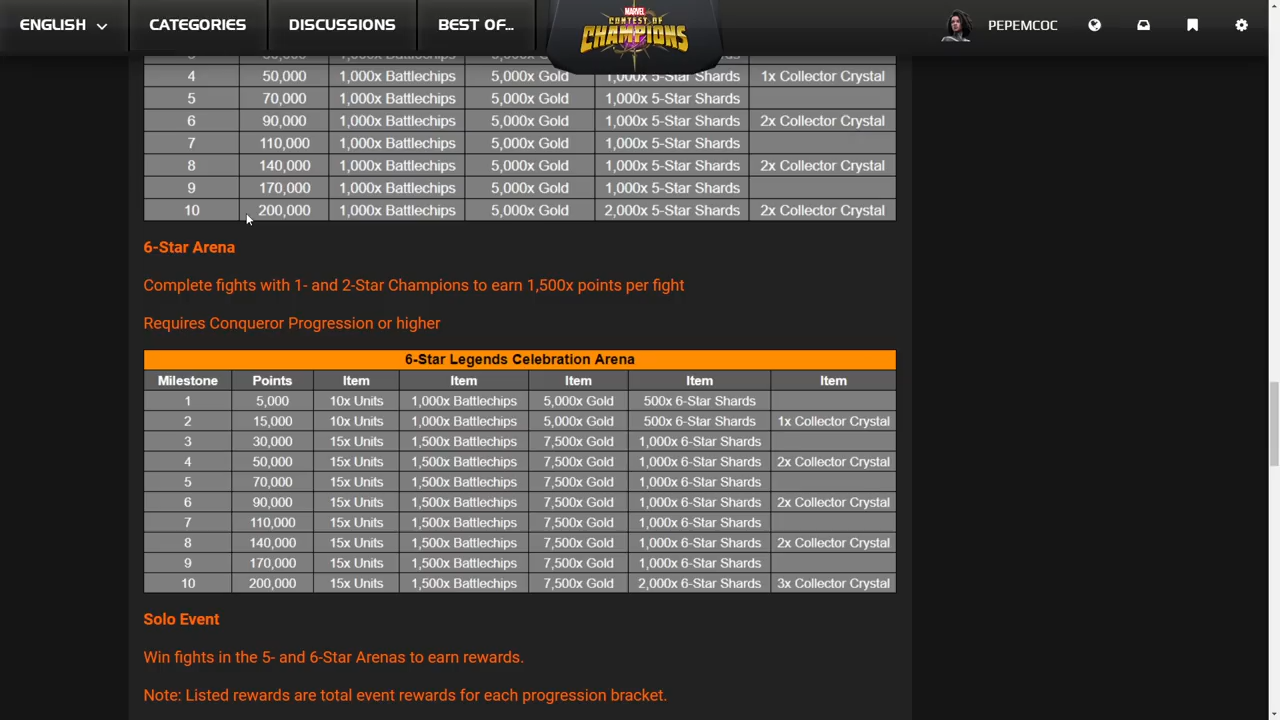 ENGLISH CATEGORIES DISCUSSIONS BEST OF... MARVEL CONTEST OF CHAMPIONS PEPEMCOC
4 50,000 1,000x Battlechips 5,000x Gold 1,000x 5-Star Shards 1x Collector Crystal
5 70,000 1,000x Battlechips 5,000x Gold 1,000x 5-Star Shards
6 90,000 1,000x Battlechips 5,000x Gold 1,000x 5-Star Shards 2x Collector Crystal
7 110,000 1,000x Battlechips 5,000x Gold 1,000x 5-Star Shards
8 140,000 1,000x Battlechips 5,000x Gold 1,000x 5-Star Shards 2x Collector Crystal
9 170,000 1,000x Battlechips 5,000x Gold 1,000x 5-Star Shards
10 200,000 1,000x Battlechips 5,000x Gold 2,000x 5-Star Shards 2x Collector Crystal
6-Star Arena
Complete fights with 1- and 2-Star Champions to earn 1,500x points per fight
Requires Conqueror Progression or higher
6-Star Legends Celebration Arena
Milestone Points Item Item Item Item Item
1 5,000 10x Units 1,000x Battlechips 5,000x Gold 500x 6-Star Shards
2 15,000 10x Units 1,000x Battlechips 5,000x Gold 500x 6-Star Shards 1x Collector Crystal
3 30,000 15x Units 1,500x Battlechips 7,500x Gold 1,000x 6-Star Shards
4 50,000 15x Units 1,500x Battlechips 7,500x Gold 1,000x 6-Star Shards 2x Collector Crystal
5 70,000 15x Units 1,500x Battlechips 7,500x Gold 1,000x 6-Star Shards
6 90,000 15x Units 1,500x Battlechips 7,500x Gold 1,000x 6-Star Shards 2x Collector Crystal
7 110,000 15x Units 1,500x Battlechips 7,500x Gold 1,000x 6-Star Shards
8 140,000 15x Units 1,500x Battlechips 7,500x Gold 1,000x 6-Star Shards 2x Collector Crystal
9 170,000 15x Units 1,500x Battlechips 7,500x Gold 1,000x 6-Star Shards
10 200,000 15x Units 1,500x Battlechips 7,500x Gold 2,000x 6-Star Shards 3x Collector Crystal
Solo Event
Win fights in the 5- and 6-Star Arenas to earn rewards.
Note: Listed rewards are total event rewards for each progression bracket.